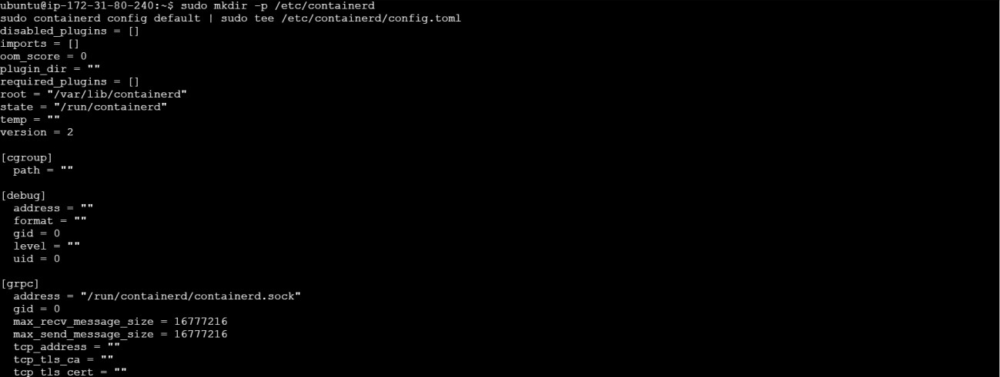 ubuntu@ip-172-31-80-240:~$ sudo mkdir -p /etc/containerd
sudo containerd config default | sudo tee /etc/containerd/config.toml
disabled_plugins = []
imports = []
oom_score = 0
plugin_dir = ""
required_plugins = []
root = "/var/lib/containerd"
state = "/run/containerd"
temp = ""
version = 2

[cgroup]
  path = ""

[debug]
  address = ""
  format = ""
  gid = 0
  level = ""
  uid = 0

[grpc]
  address = "/run/containerd/containerd.sock"
  gid = 0
  max_recv_message_size = 16777216
  max_send_message_size = 16777216
  tcp_address = ""
  tcp_tls_ca = ""
  tcp_tls_cert = ""